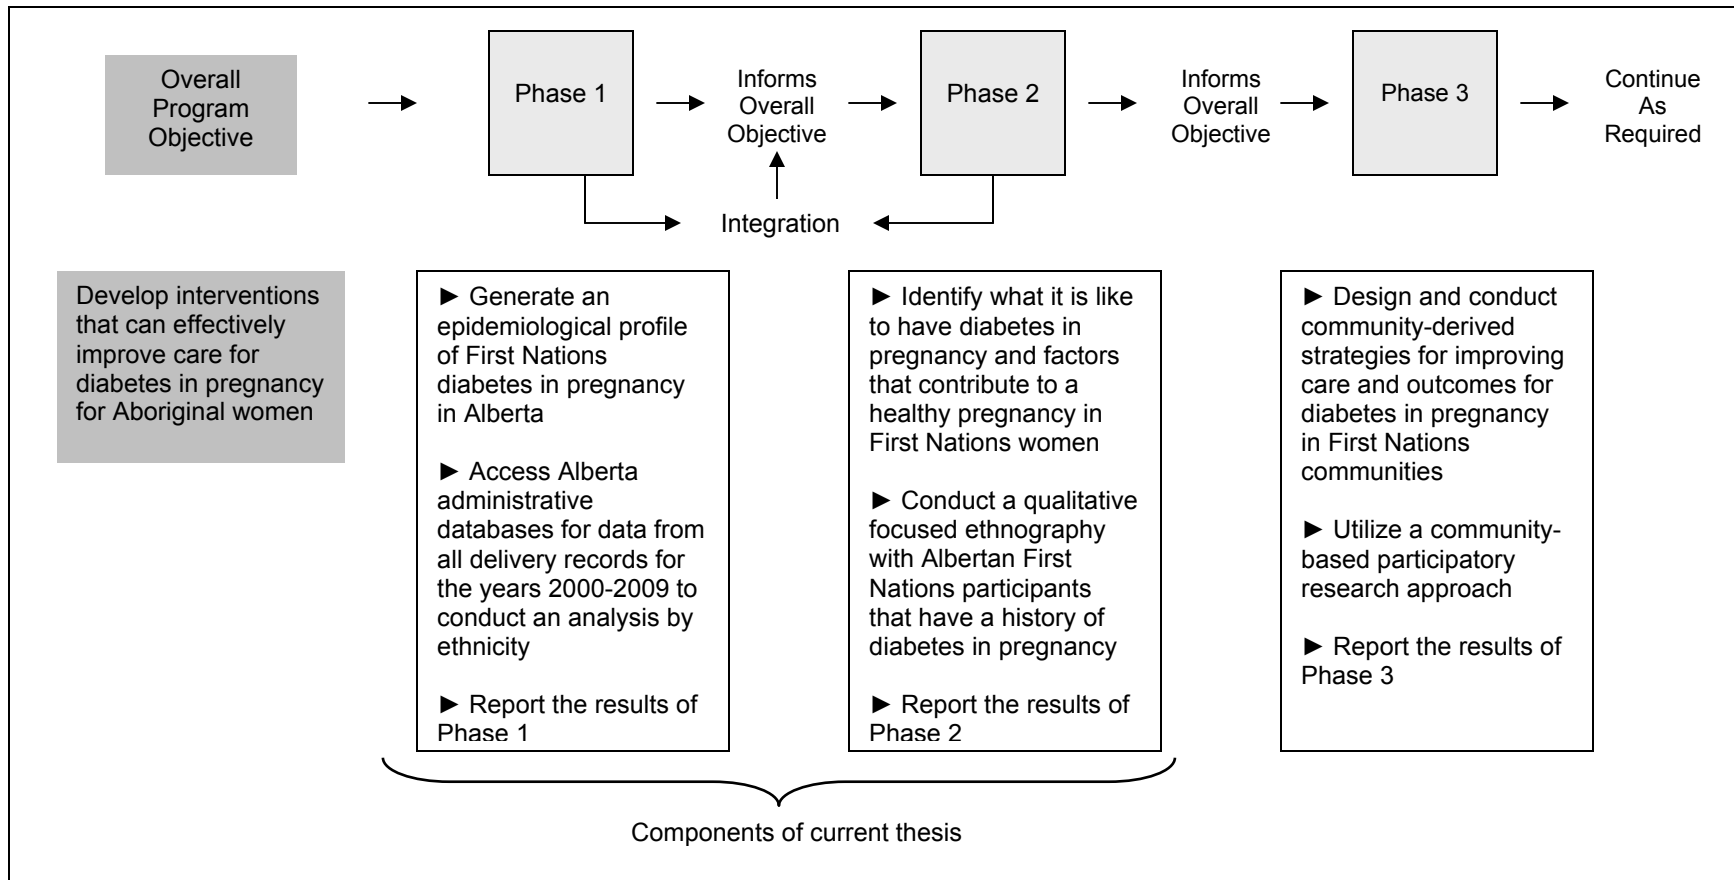 Overall
Program
Objective
Phase 1
Informs
Overall
Objective
Phase 2
Informs
Overall
Objective
Phase 3
Continue
As
Required
Integration
Develop interventions
that can effectively
improve care for
diabetes in pregnancy
for Aboriginal women
► Generate an
epidemiological profile
of First Nations
diabetes in pregnancy
in Alberta
► Access Alberta
administrative
databases for data from
all delivery records for
the years 2000-2009 to
conduct an analysis by
ethnicity
► Report the results of
Phase 1
► Identify what it is like
to have diabetes in
pregnancy and factors
that contribute to a
healthy pregnancy in
First Nations women
► Conduct a qualitative
focused ethnography
with Albertan First
Nations participants
that have a history of
diabetes in pregnancy
► Report the results of
Phase 2
► Design and conduct
community-derived
strategies for improving
care and outcomes for
diabetes in pregnancy
in First Nations
communities
► Utilize a community-
based participatory
research approach
► Report the results of
Phase 3
Components of current thesis